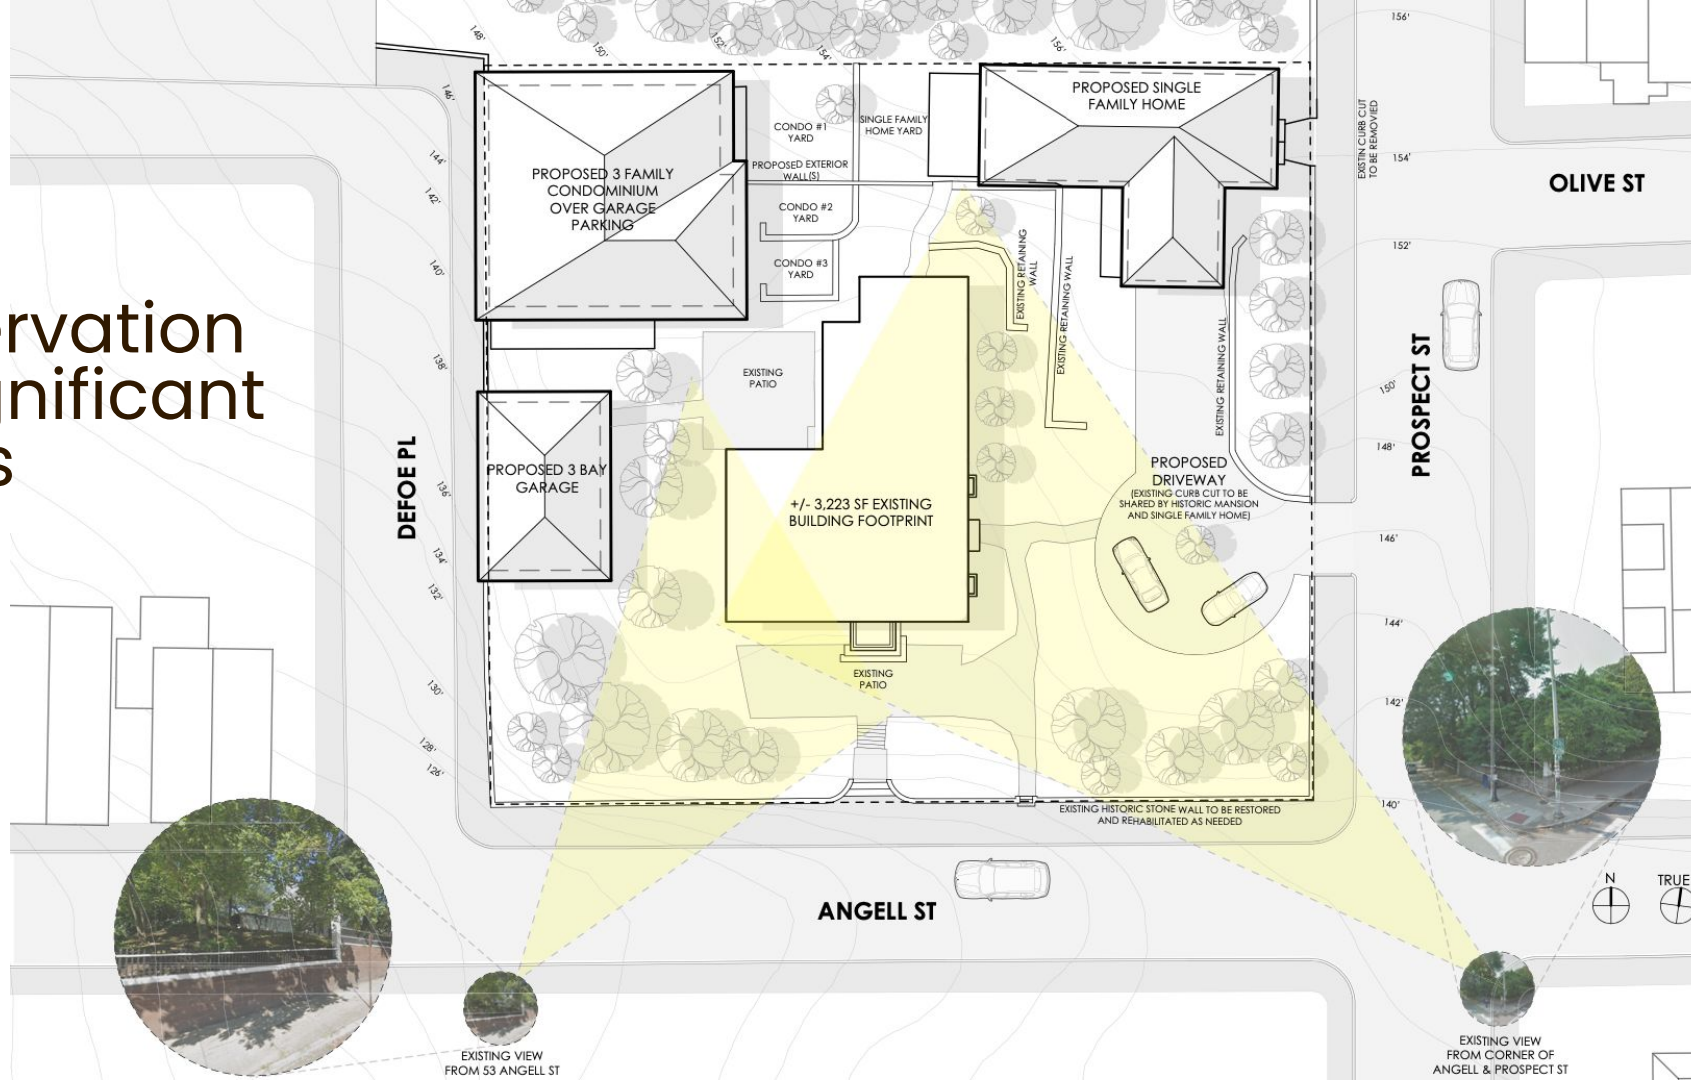 ervation
gnificant
s
148'
150'
152'
154'
156'
156'
146'
144'
142'
140'
138'
136'
134'
132'
130'
128'
126'
PROPOSED 3 FAMILY
CONDOMINIUM
OVER GARAGE
PARKING
CONDO #1
YARD
SINGLE FAMILY
HOME YARD
PROPOSED EXTERIOR
WALL(S)
CONDO #2
YARD
CONDO #3
YARD
PROPOSED SINGLE
FAMILY HOME
EXISTIN CURB CUT
TO BE REMOVED
154'
OLIVE ST
152'
EXISTING RETAINING
WALL
EXISTING RETAINING WALL
EXISTING RETAINING WALL
PROSPECT ST
150'
148'
146'
144'
142'
140'
EXISTING
PATIO
DEFOE PL
PROPOSED 3 BAY
GARAGE
+/- 3,223 SF EXISTING
BUILDING FOOTPRINT
PROPOSED
DRIVEWAY
(EXISTING CURB CUT TO BE
SHARED BY HISTORIC MANSION
AND SINGLE FAMILY HOME)
EXISTING
PATIO
EXISTING HISTORIC STONE WALL TO BE RESTORED
AND REHABILITATED AS NEEDED
ANGELL ST
N
TRUE
EXISTING VIEW
FROM 53 ANGELL ST
EXISTING VIEW
FROM CORNER OF
ANGELL & PROSPECT ST